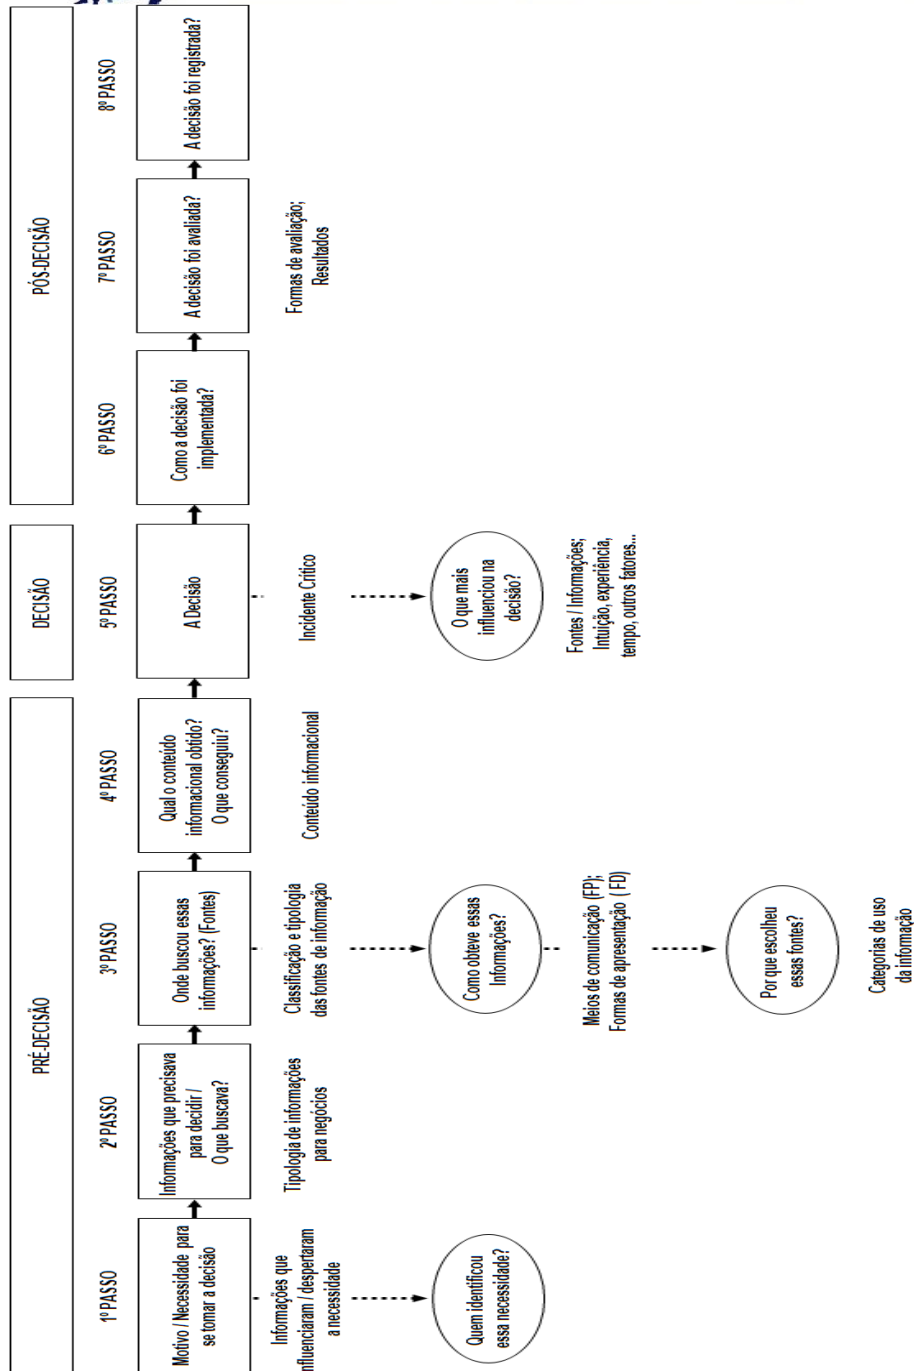 PRÉ-DECISÃO
DECISÃO
PÓS-DECISÃO
1º PASSO
2º PASSO
3º PASSO
4º PASSO
5º PASSO
6º PASSO
7º PASSO
8º PASSO
Motivo / Necessidade para
se tomar a decisão
Informações que precisava
para decidir /
O que buscava?
Onde buscou essas
informações? (Fontes)
Qual o conteúdo
informacional obtido?
O que conseguiu?
A Decisão
Como a decisão foi
implementada?
A decisão foi avaliada?
A decisão foi registrada?
Informações que
influenciaram / despertaram
a necessidade
Tipologia de informações
para negócios
Classificação e tipologia
das fontes de informação
Conteúdo informacional
Incidente Crítico
Formas de avaliação;
Resultados
Quem identificou
essa necessidade?
Como obteve essas
Informações?
O que mais
influenciou na
decisão?
Meios de comunicação (FP);
Formas de apresentação ( FD)
Fontes / Informações;
Intuição, experiência,
tempo, outros fatores...
Por que escolheu
essas fontes?
Categorias de uso
da informação